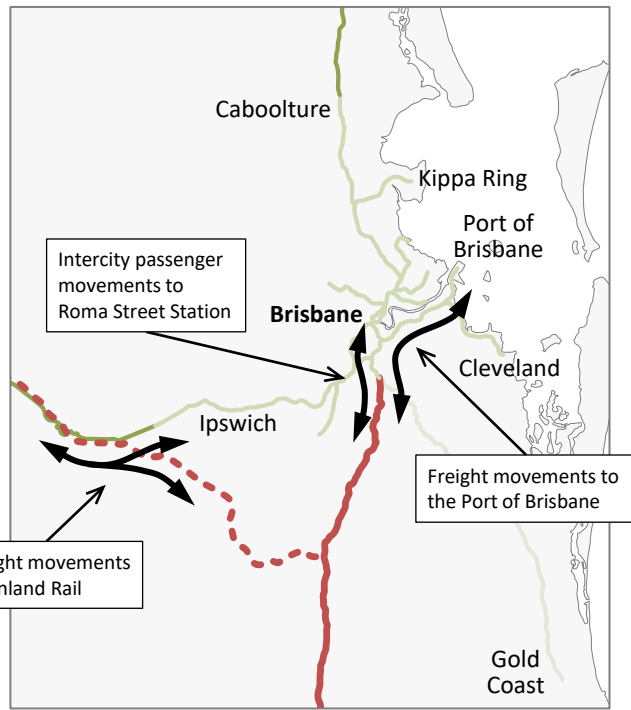 Caboolture
Kippa Ring
Port of
Brisbane
Intercity passenger
movements to
Roma Street Station
Brisbane
Cleveland
Ipswich
Freight movements to
the Port of Brisbane
ght movements
nland Rail
Gold
Coast